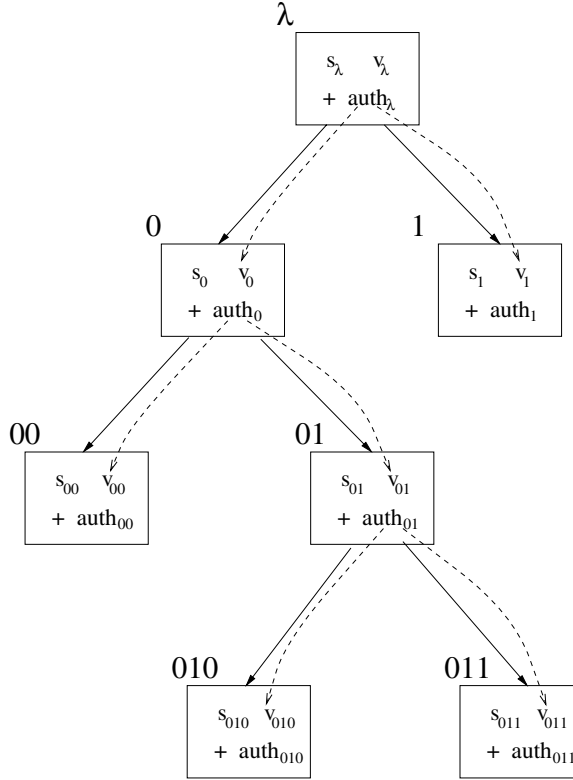 λ
s_λ v_λ
+ auth_λ
0
s_0 v_0
+ auth_0
1
s_1 v_1
+ auth_1
00
s_00 v_00
+ auth_00
01
s_01 v_01
+ auth_01
010
s_010 v_010
+ auth_010
011
s_011 v_011
+ auth_011